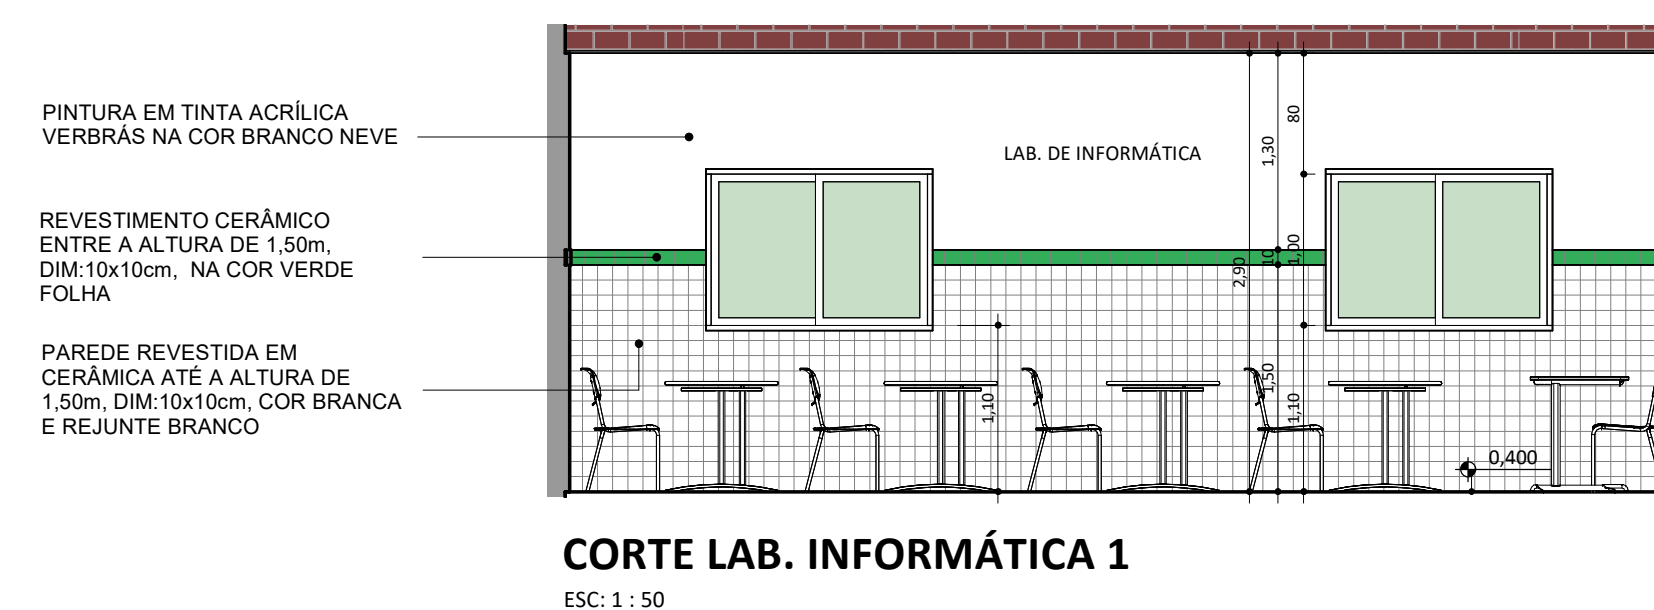 PINTURA EM TINTA ACRÍLICA
VERBRÁS NA COR BRANCO NEVE
REVESTIMENTO CERÂMICO
ENTRE A ALTURA DE 1,50m,
DIM:10x10cm,  NA COR VERDE
FOLHA
PAREDE REVESTIDA EM
CERÂMICA ATÉ A ALTURA DE
1,50m, DIM:10x10cm, COR BRANCA
E REJUNTE BRANCO
LAB. DE INFORMÁTICA
80
1,30
1,00
10
2,90
1,50
1,10
1,10
0,400
CORTE LAB. INFORMÁTICA 1
ESC: 1 : 50